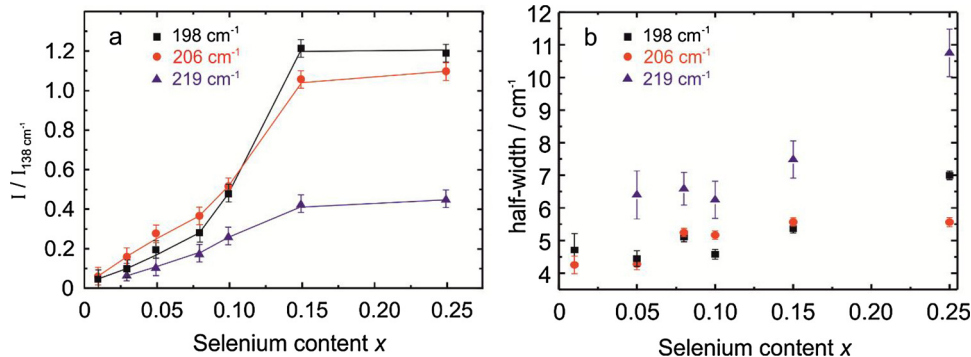 a
198 cm⁻¹
206 cm⁻¹
219 cm⁻¹
I / I₁₃₈ cm⁻¹
1.2
1.0
0.8
0.6
0.4
0.2
0
0 0.05 0.10 0.15 0.20 0.25
Selenium content x
b
198 cm⁻¹
206 cm⁻¹
219 cm⁻¹
half-width / cm⁻¹
12
11
10
9
8
7
6
5
4
0 0.05 0.10 0.15 0.20 0.25
Selenium content x